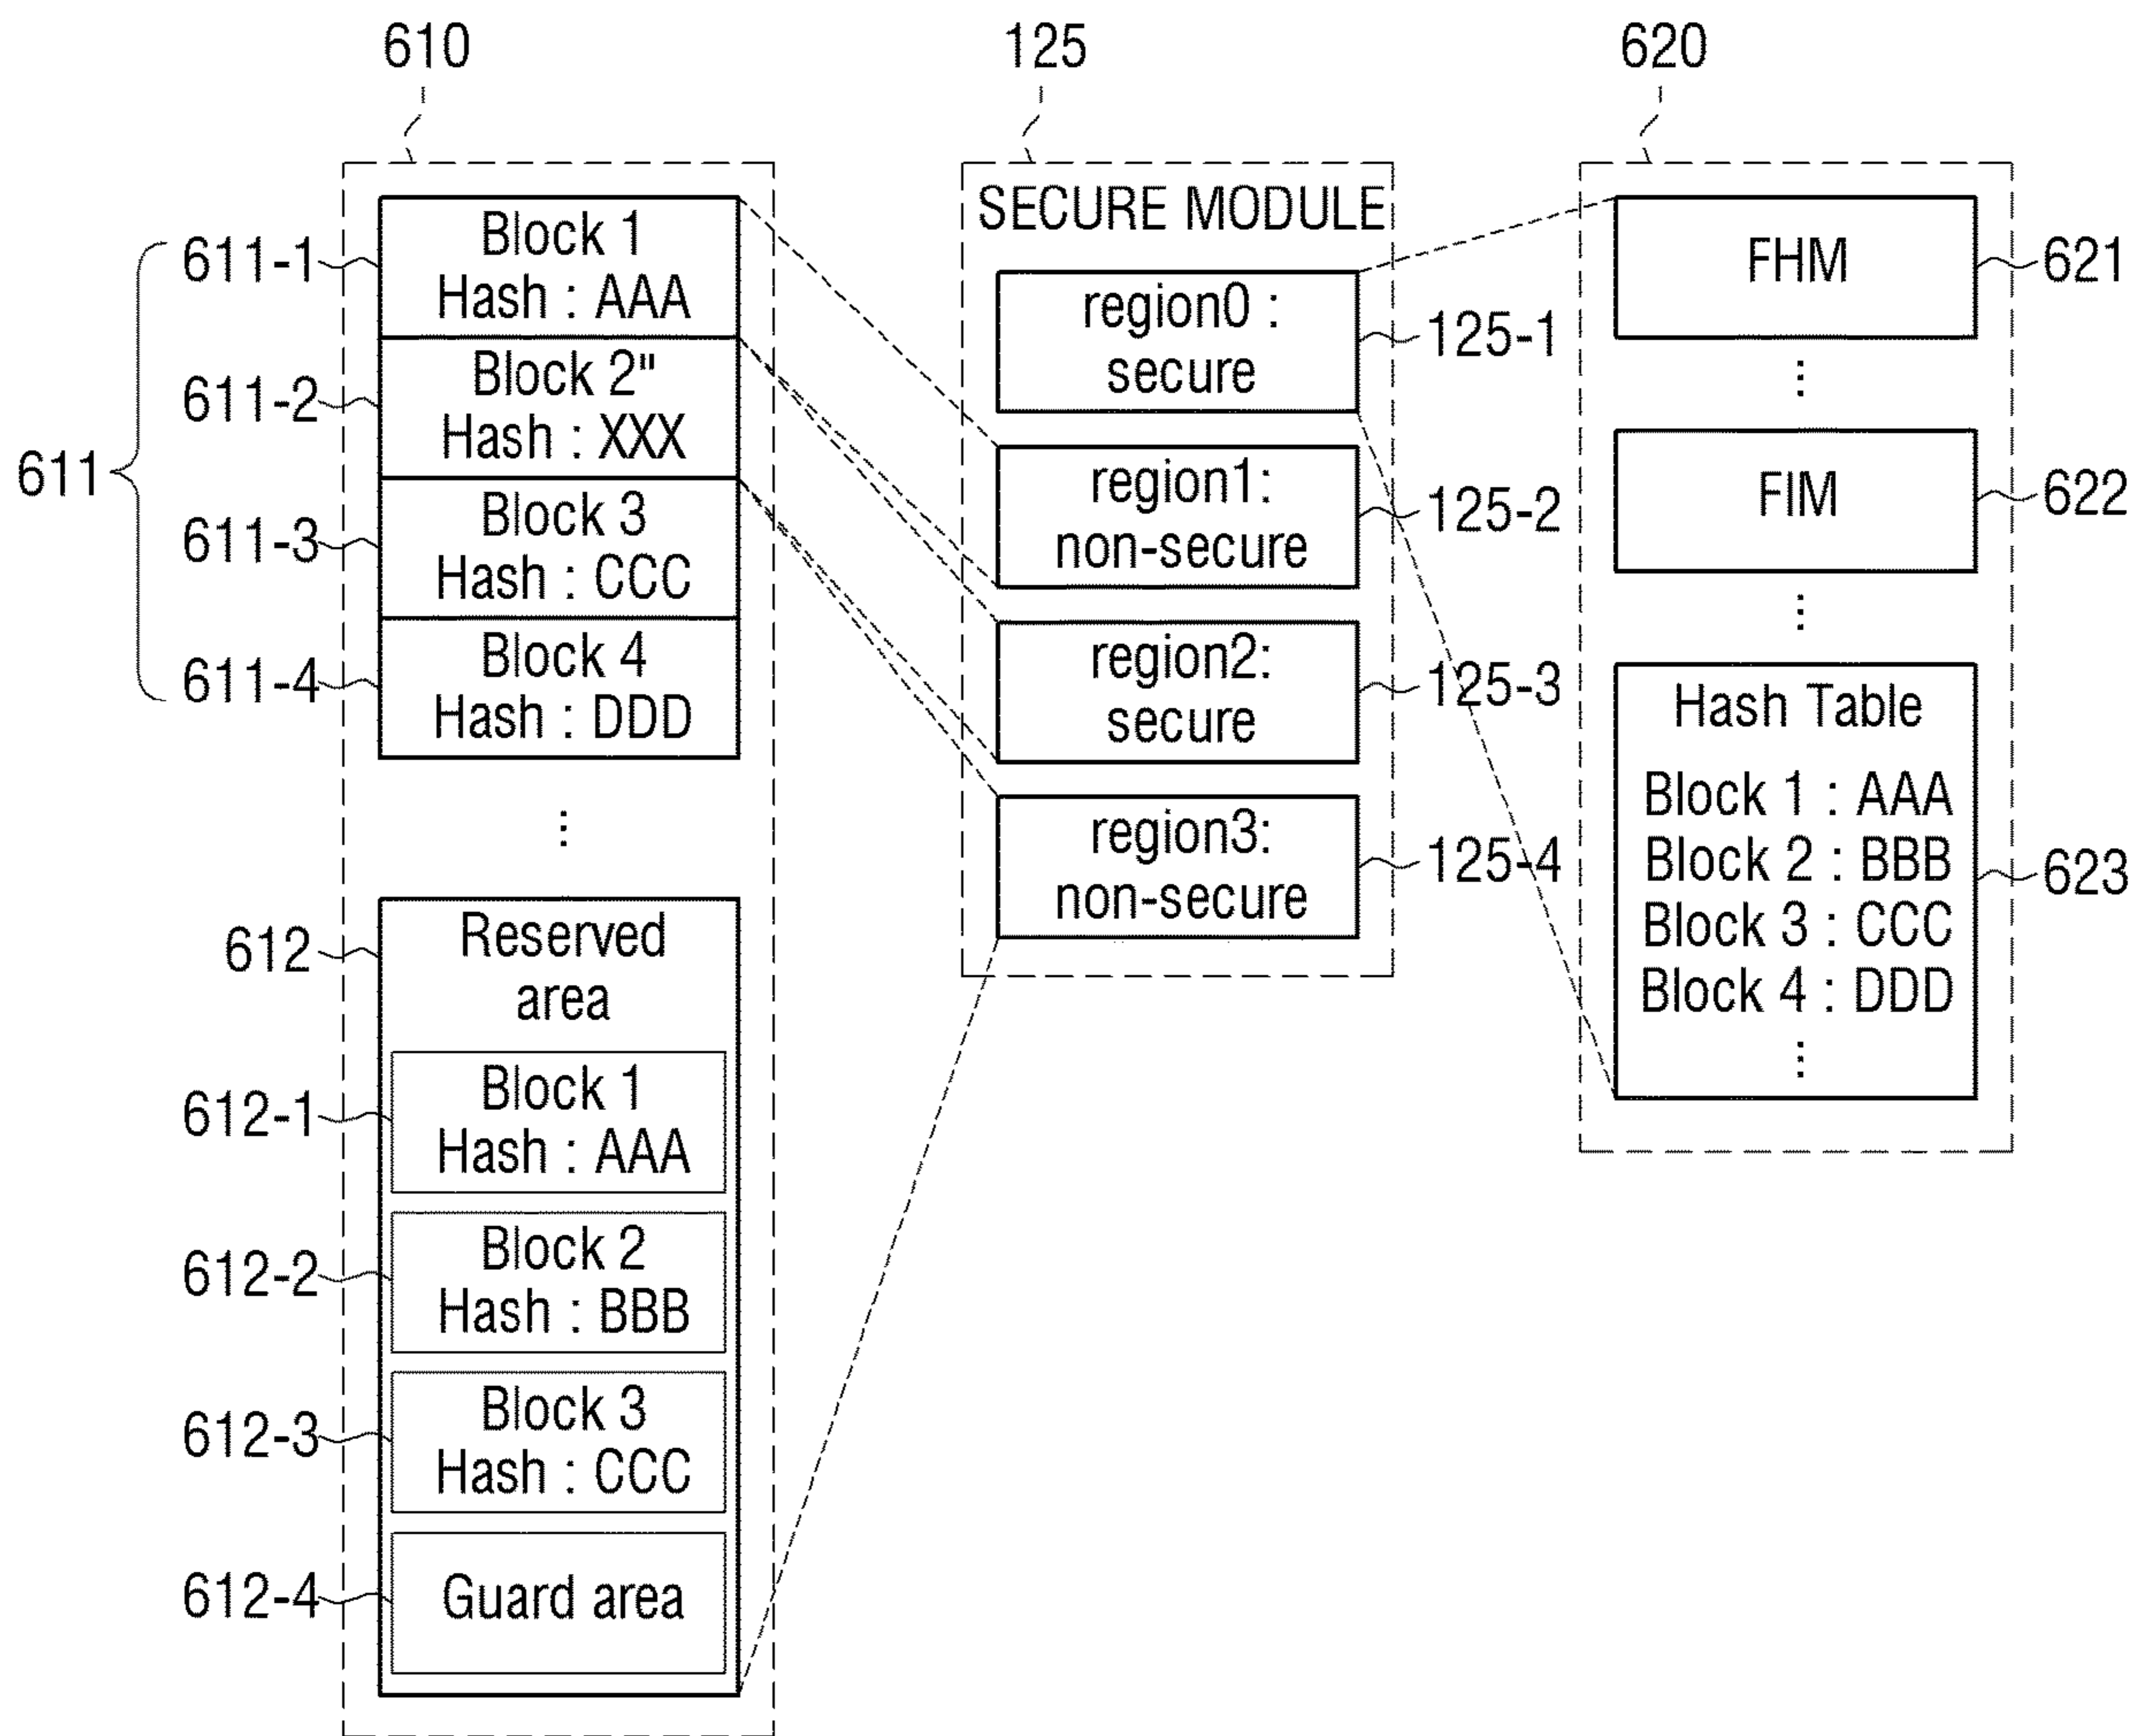 610
125
620
611
611-1
Block 1
Hash : AAA
611-2
Block 2"
Hash : XXX
611-3
Block 3
Hash : CCC
611-4
Block 4
Hash : DDD
⋮
612
Reserved
area
612-1
Block 1
Hash : AAA
612-2
Block 2
Hash : BBB
612-3
Block 3
Hash : CCC
612-4
Guard area
SECURE MODULE
region0 :
secure
125-1
region1:
non-secure
125-2
region2:
secure
125-3
region3:
non-secure
125-4
FHM
621
⋮
FIM
622
⋮
Hash Table
Block 1 : AAA
Block 2 : BBB
Block 3 : CCC
Block 4 : DDD
⋮
623